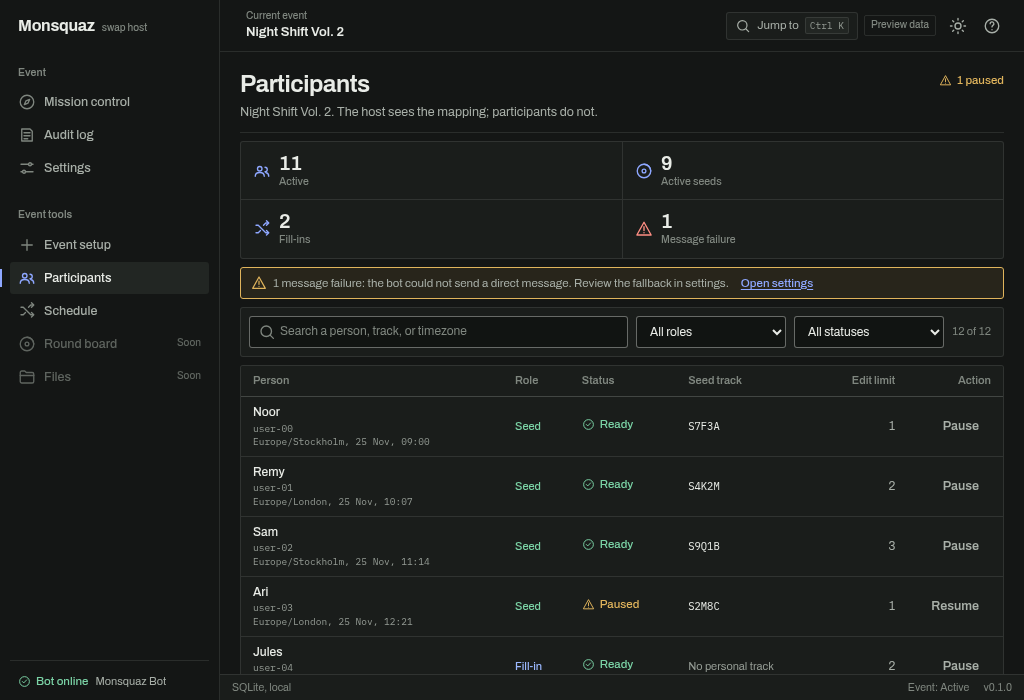 Monsquaz swap host
Event
Mission control
Audit log
Settings
Event tools
Event setup
Participants
Schedule
Round board Soon
Files Soon
Bot online Monsquaz Bot
Current event
Night Shift Vol. 2
Jump to Ctrl K
Preview data
Participants
1 paused
Night Shift Vol. 2. The host sees the mapping; participants do not.
11
Active
9
Active seeds
2
Fill-ins
1
Message failure
1 message failure: the bot could not send a direct message. Review the fallback in settings. Open settings
Search a person, track, or timezone
All roles
All statuses
12 of 12
Person Role Status Seed track Edit limit Action
Noor
user-00
Europe/Stockholm, 25 Nov, 09:00
Seed Ready S7F3A 1 Pause
Remy
user-01
Europe/London, 25 Nov, 10:07
Seed Ready S4K2M 2 Pause
Sam
user-02
Europe/Stockholm, 25 Nov, 11:14
Seed Ready S9Q1B 3 Pause
Ari
user-03
Europe/London, 25 Nov, 12:21
Seed Paused S2M8C 1 Resume
Jules
user-04
Fill-in Ready No personal track 2 Pause
SQLite, local
Event: Active v0.1.0